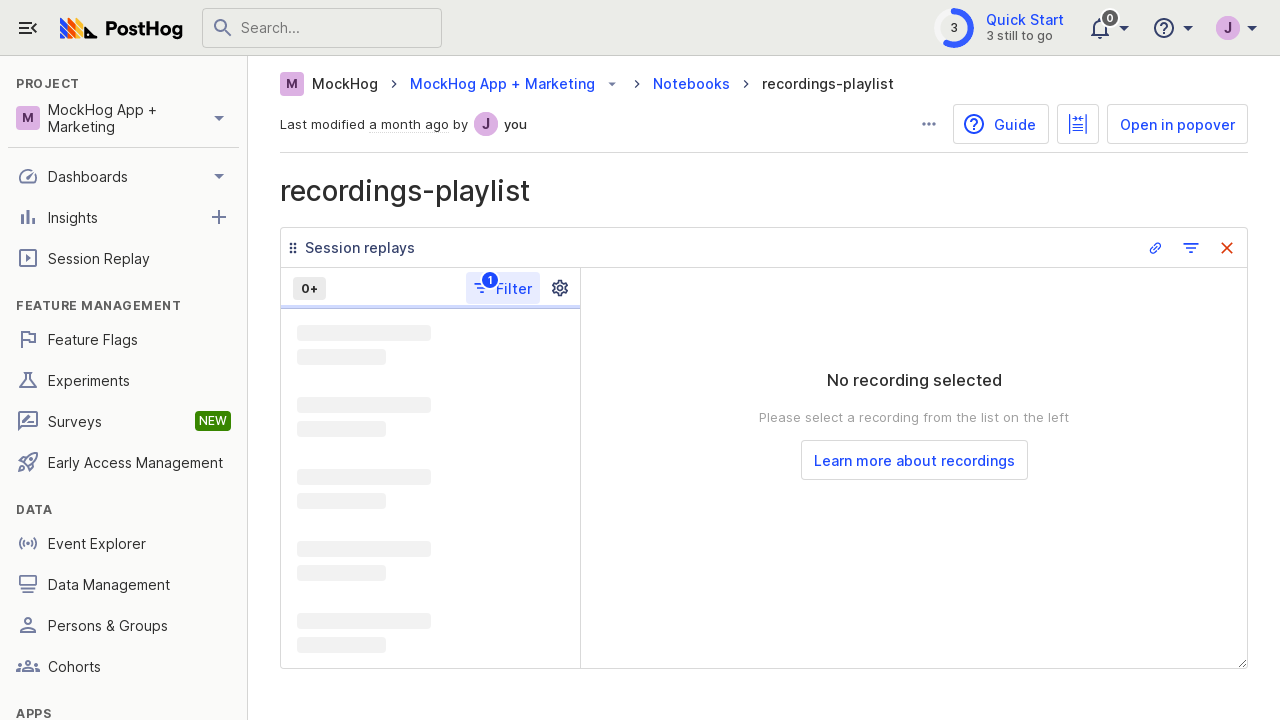 PostHog
Search...
3
Quick Start
3 still to go
0
J
PROJECT
M
MockHog App +
Marketing
Dashboards
Insights
Session Replay
FEATURE MANAGEMENT
Feature Flags
Experiments
Surveys
NEW
Early Access Management
DATA
Event Explorer
Data Management
Persons & Groups
Cohorts
APPS
M MockHog
MockHog App + Marketing
Notebooks
recordings-playlist
Last modified a month ago by J you
Guide
Open in popover
recordings-playlist
Session replays
0+
1
Filter
No recording selected
Please select a recording from the list on the left
Learn more about recordings